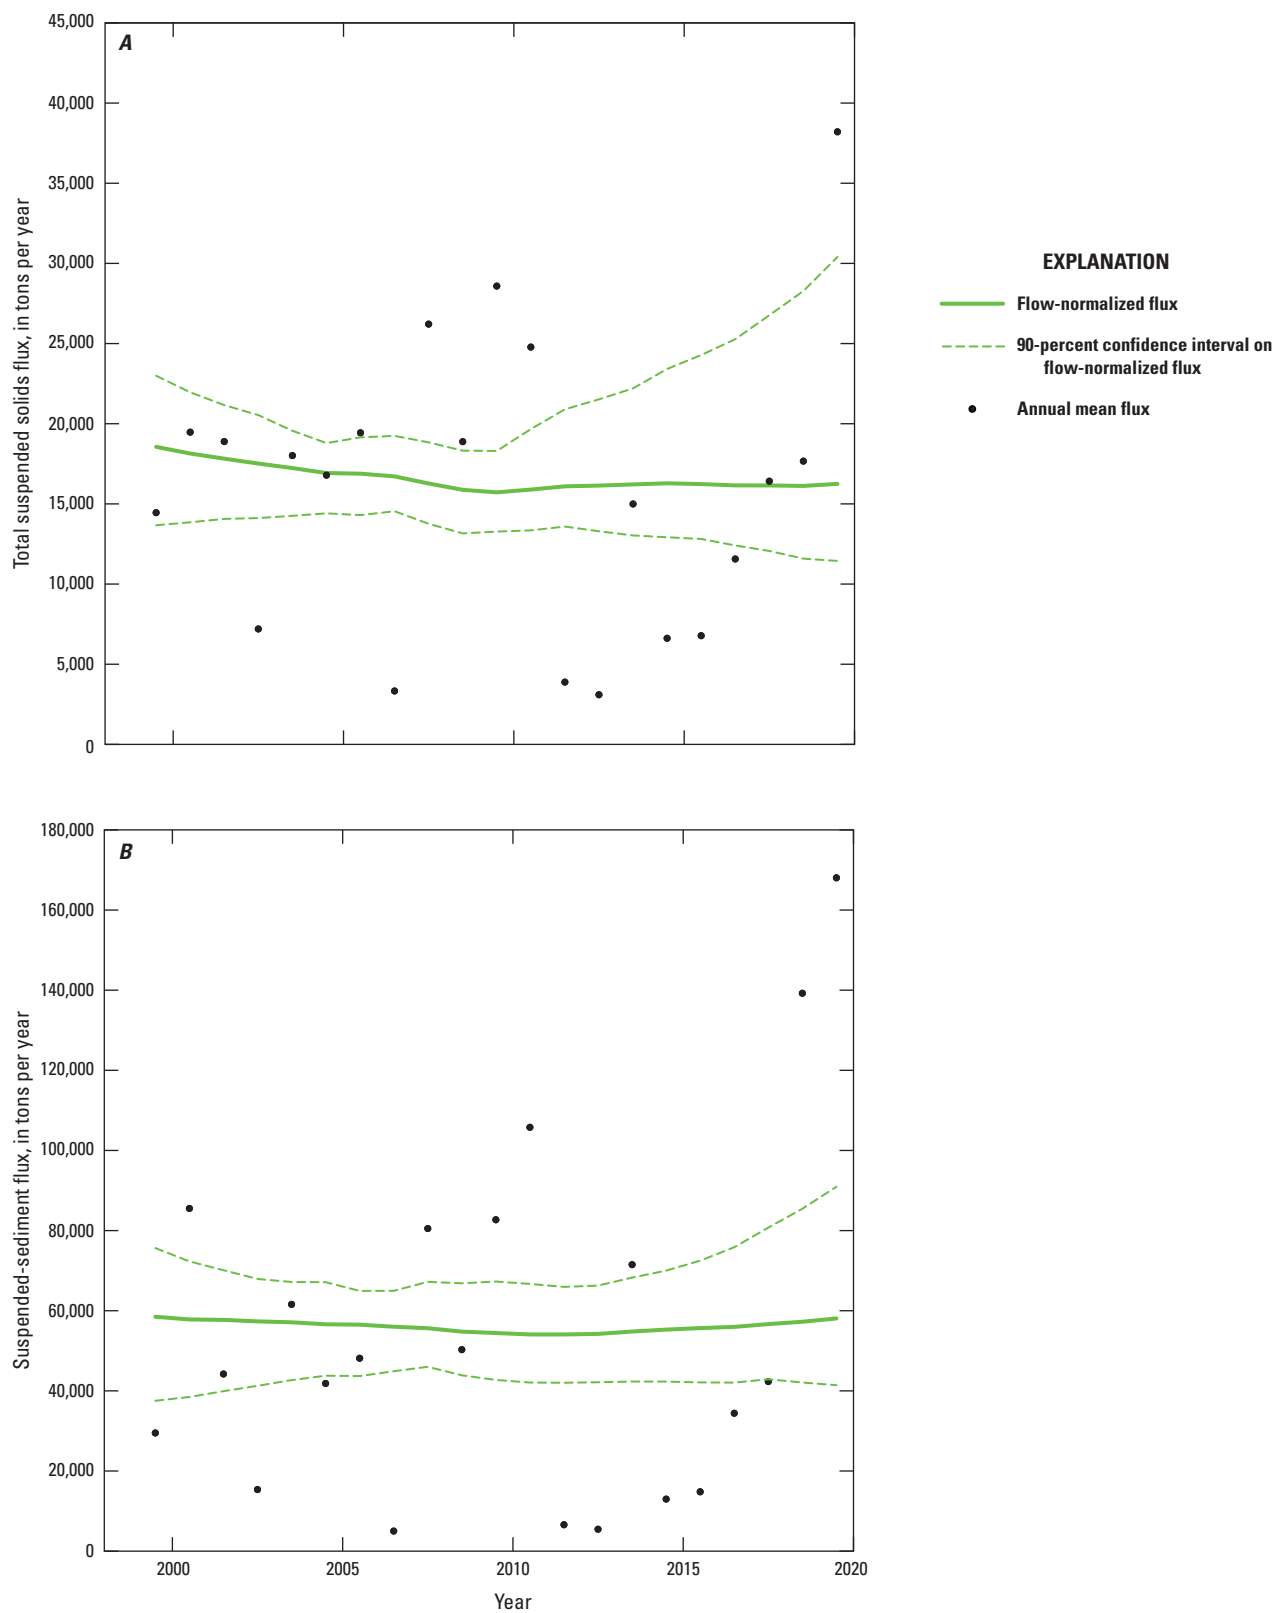 45,000
A
40,000
35,000
30,000
25,000
20,000
15,000
10,000
5,000
0
Total suspended solids flux, in tons per year
EXPLANATION
Flow-normalized flux
90-percent confidence interval on
flow-normalized flux
Annual mean flux
180,000
B
160,000
140,000
120,000
100,000
80,000
60,000
40,000
20,000
0
Suspended-sediment flux, in tons per year
2000 2005 2010 2015 2020
Year